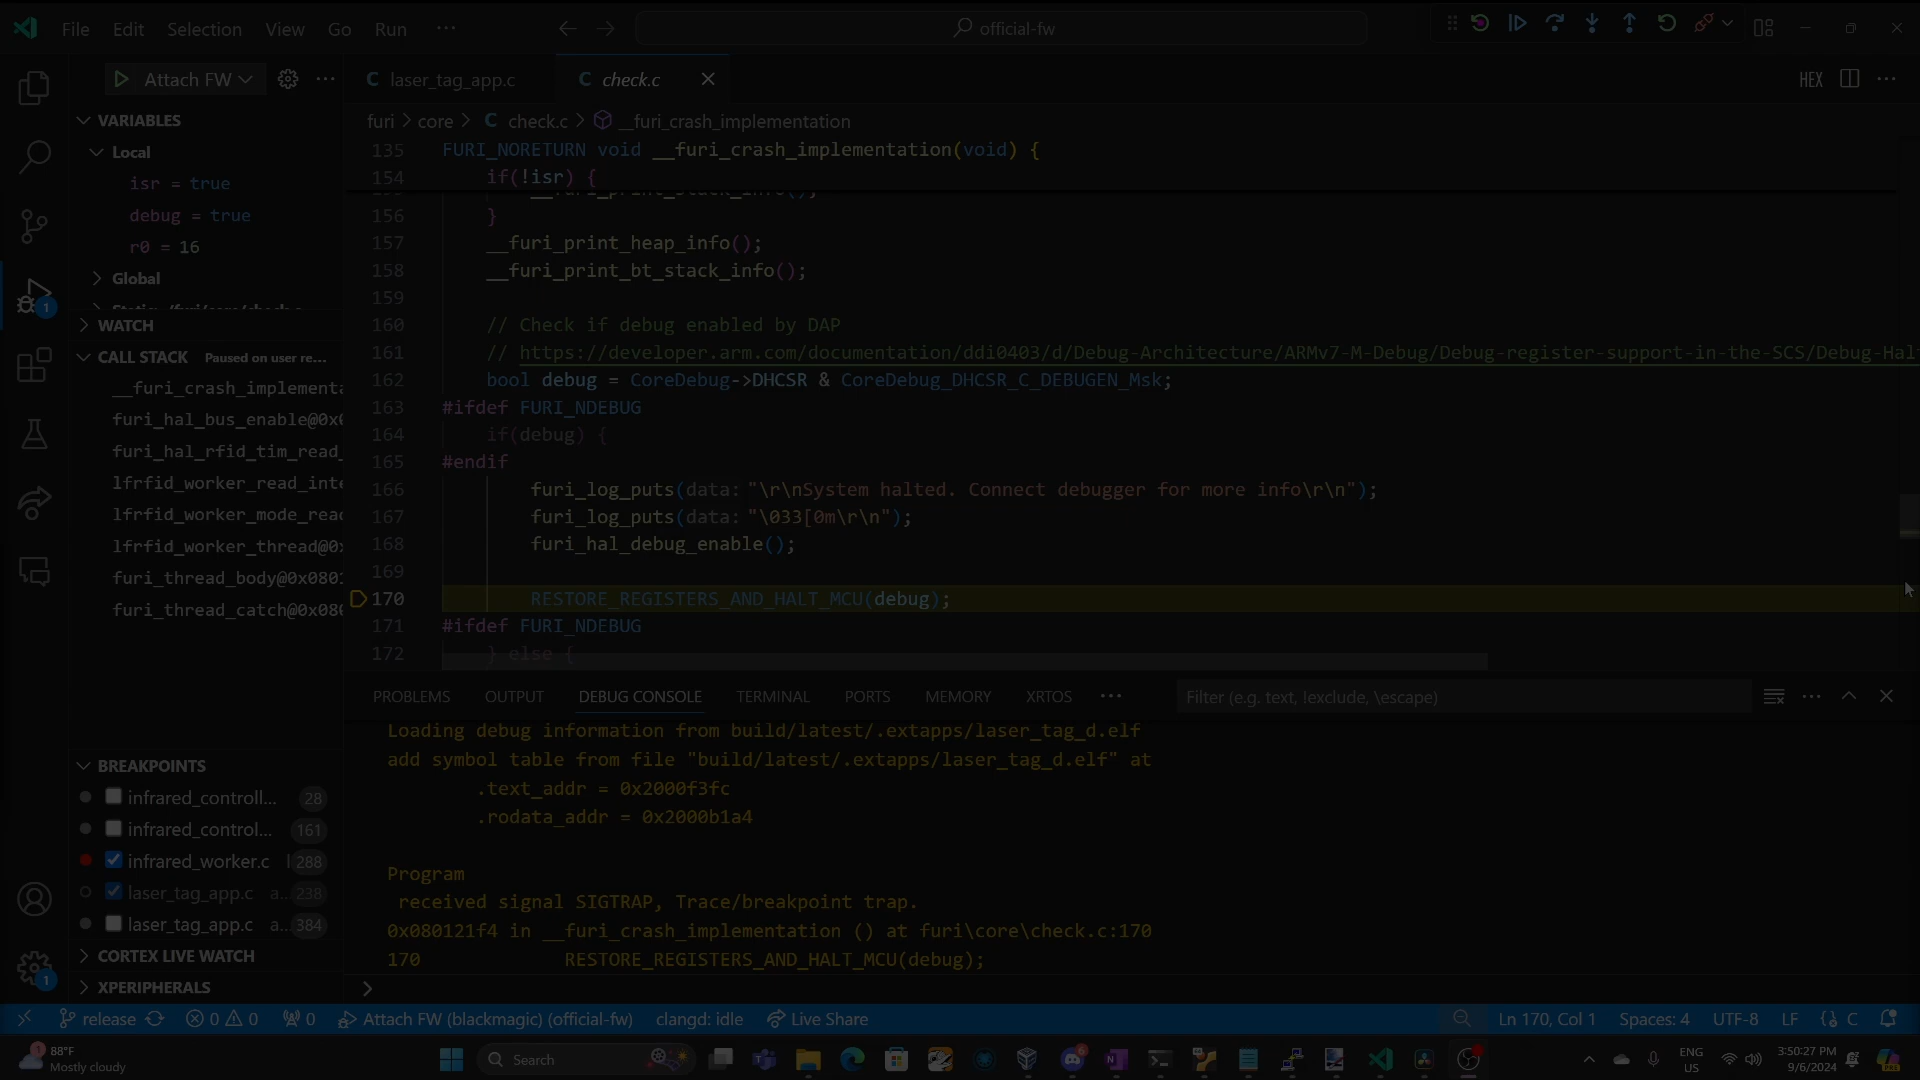 File Edit Selection View Go Run ··· official-fw
Attach FW
laser_tag_app.c
check.c
HEX
VARIABLES
Local
isr = true
debug = true
r0 = 16
Global
WATCH
CALL STACK Paused on user re...
__furi_crash_implementa
furi_hal_bus_enable@0x0
furi_hal_rfid_tim_read_
lfrfid_worker_read_inte
lfrfid_worker_mode_read
lfrfid_worker_thread@0x
furi_thread_body@0x0801
furi_thread_catch@0x080
BREAKPOINTS
infrared_controll... 28
infrared_control... 161
infrared_worker.c 288
laser_tag_app.c a... 238
laser_tag_app.c a... 384
CORTEX LIVE WATCH
XPERIPHERALS
furi > core > C check.c > __furi_crash_implementation
135 FURI_NORETURN void __furi_crash_implementation(void) {
154 if(!isr) {
__furi_print_stack_info();
156 }
157 __furi_print_heap_info();
158 __furi_print_bt_stack_info();
159
160 // Check if debug enabled by DAP
161 // https://developer.arm.com/documentation/ddi0403/d/Debug-Architecture/ARMv7-M-Debug/Debug-register-support-in-the-SCS/Debug-Hal
162 bool debug = CoreDebug->DHCSR & CoreDebug_DHCSR_C_DEBUGEN_Msk;
163 #ifdef FURI_NDEBUG
164 if(debug) {
165 #endif
166 furi_log_puts(data: "\r\nSystem halted. Connect debugger for more info\r\n");
167 furi_log_puts(data: "\033[0m\r\n");
168 furi_hal_debug_enable();
169
170 RESTORE_REGISTERS_AND_HALT_MCU(debug);
171 #ifdef FURI_NDEBUG
172 } else {
PROBLEMS OUTPUT DEBUG CONSOLE TERMINAL PORTS MEMORY XRTOS ··· Filter (e.g. text, !exclude, \escape)
Loading debug information from build/latest/.extapps/laser_tag_d.elf
add symbol table from file "build/latest/.extapps/laser_tag_d.elf" at
.text_addr = 0x2000f3fc
.rodata_addr = 0x2000b1a4
Program
received signal SIGTRAP, Trace/breakpoint trap.
0x080121f4 in __furi_crash_implementation () at furi\core\check.c:170
170 RESTORE_REGISTERS_AND_HALT_MCU(debug);
>
release 0 0 0 Attach FW (blackmagic) (official-fw) clangd: idle Live Share Ln 170, Col 1 Spaces: 4 UTF-8 LF {} C
88°F
Mostly cloudy
Search
ENG
US
3:50:27 PM
9/6/2024